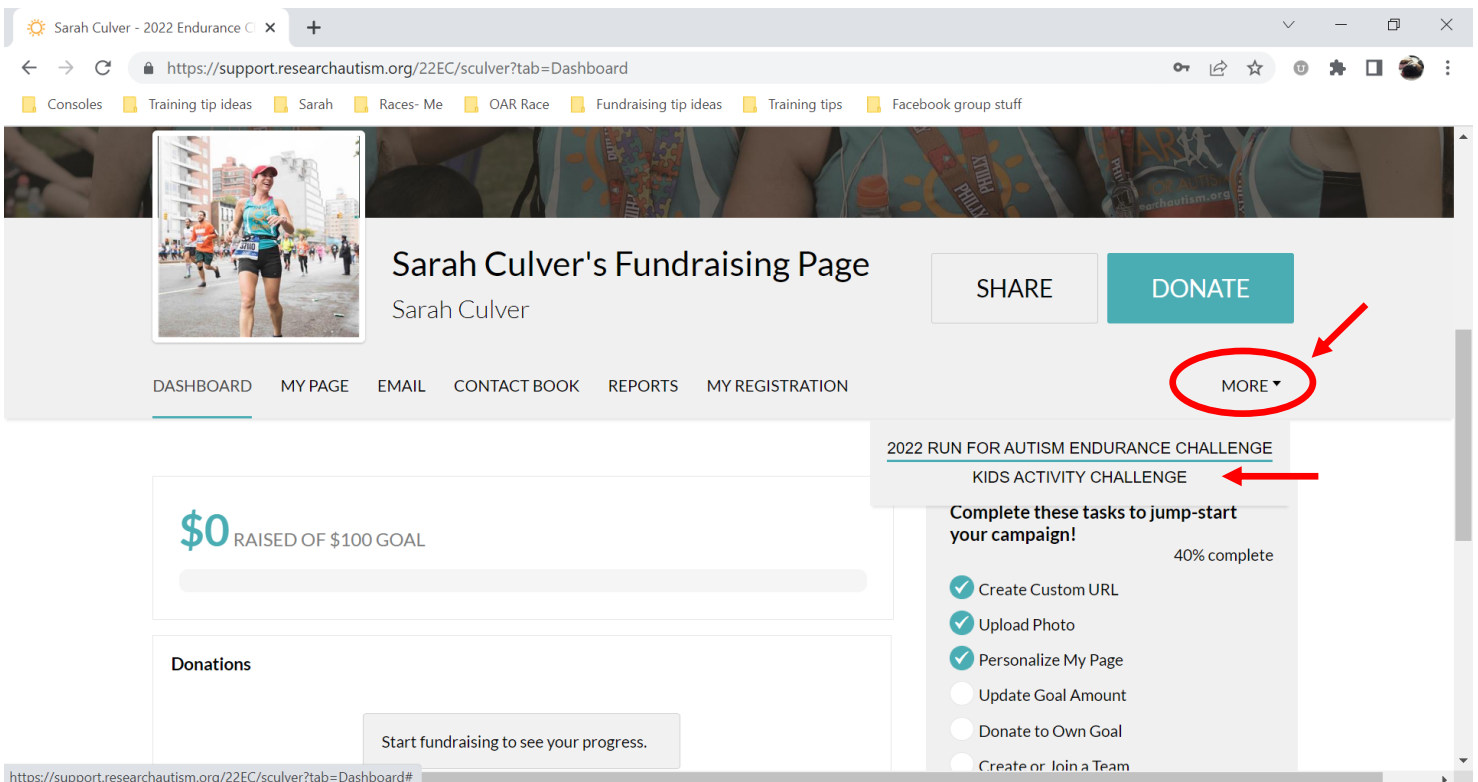 Sarah Culver - 2022 Endurance C
https://support.researchautism.org/22EC/sculver?tab=Dashboard
Consoles Training tip ideas Sarah Races- Me OAR Race Fundraising tip ideas Training tips Facebook group stuff
PHILLY
Sarah Culver's Fundraising Page
Sarah Culver
SHARE DONATE
DASHBOARD MY PAGE EMAIL CONTACT BOOK REPORTS MY REGISTRATION MORE
2022 RUN FOR AUTISM ENDURANCE CHALLENGE
KIDS ACTIVITY CHALLENGE
$0 RAISED OF $100 GOAL
Complete these tasks to jump-start
your campaign!
40% complete
Create Custom URL
Upload Photo
Personalize My Page
Update Goal Amount
Donate to Own Goal
Create or Join a Team
Donations
Start fundraising to see your progress.
https://support.researchautism.org/22EC/sculver?tab=Dashboard#